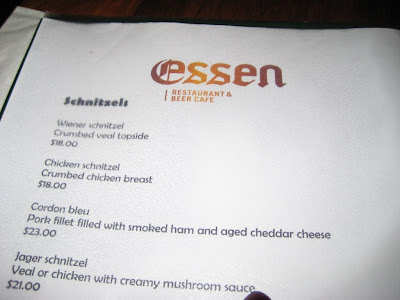 essen
RESTAURANT &
BEER CAFE
Schnitzels
Wiener schnitzel
Crumbed veal topside
$18.00
Chicken schnitzel
Crumbed chicken breast
$18.00
Cordon bleu
Pork fillet filled with smoked ham and aged cheddar cheese
$23.00
Jager schnitzel
Veal or chicken with creamy mushroom sauce
$21.00